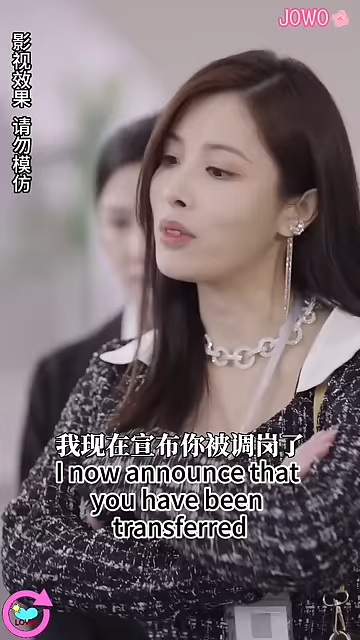 JOWO
影视效果 请勿模仿
我现在宣布你被调岗了
I now announce that
you have been
transferred
LOVE